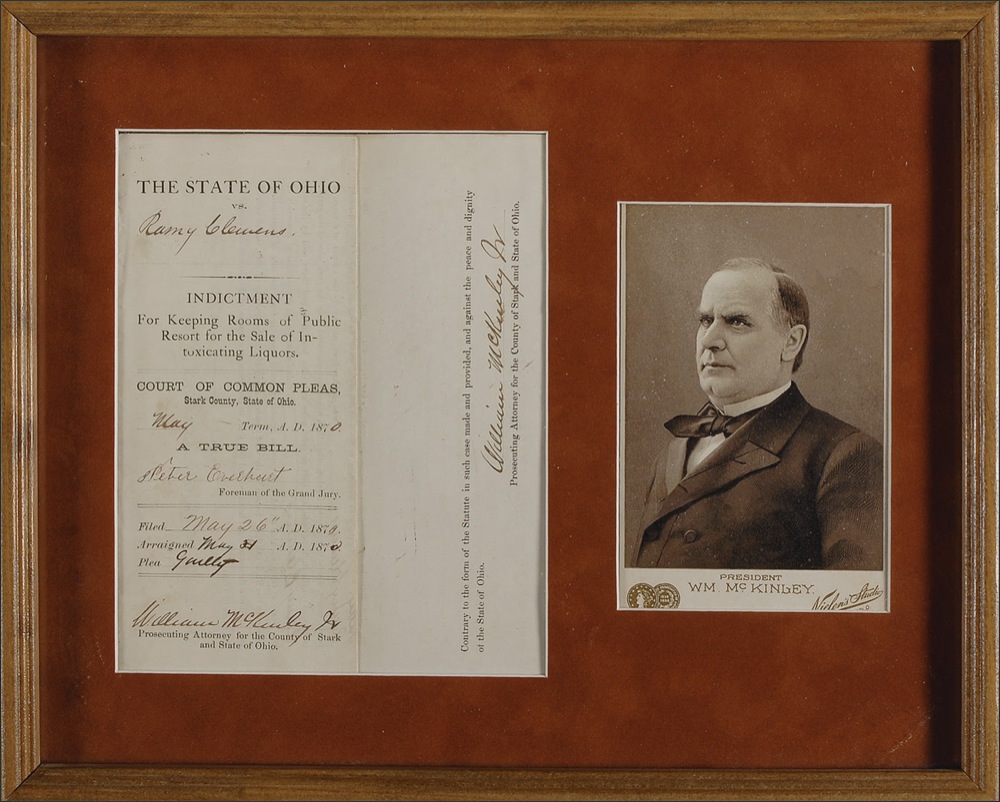 THE STATE OF OHIO
vs.
Ramy Clemens.
INDICTMENT
For Keeping Rooms of Public
Resort for the Sale of In-
toxicating Liquors.
COURT OF COMMON PLEAS,
Stark County, State of Ohio.
May Term, A. D. 1870.
A TRUE BILL.
Peter Everhart
Foreman of the Grand Jury.
Filed May 26" A. D. 1870.
Arraigned May 31 A. D. 1870.
Plea Guilty
William McKinley Jr
Prosecuting Attorney for the County of Stark
and State of Ohio.
Contrary to the form of the Statute in such case made and provided, and against the peace and dignity
of the State of Ohio.
William McKinley Jr
Prosecuting Attorney for the County of Stark and State of Ohio.
PRESIDENT
WM. McKINLEY.